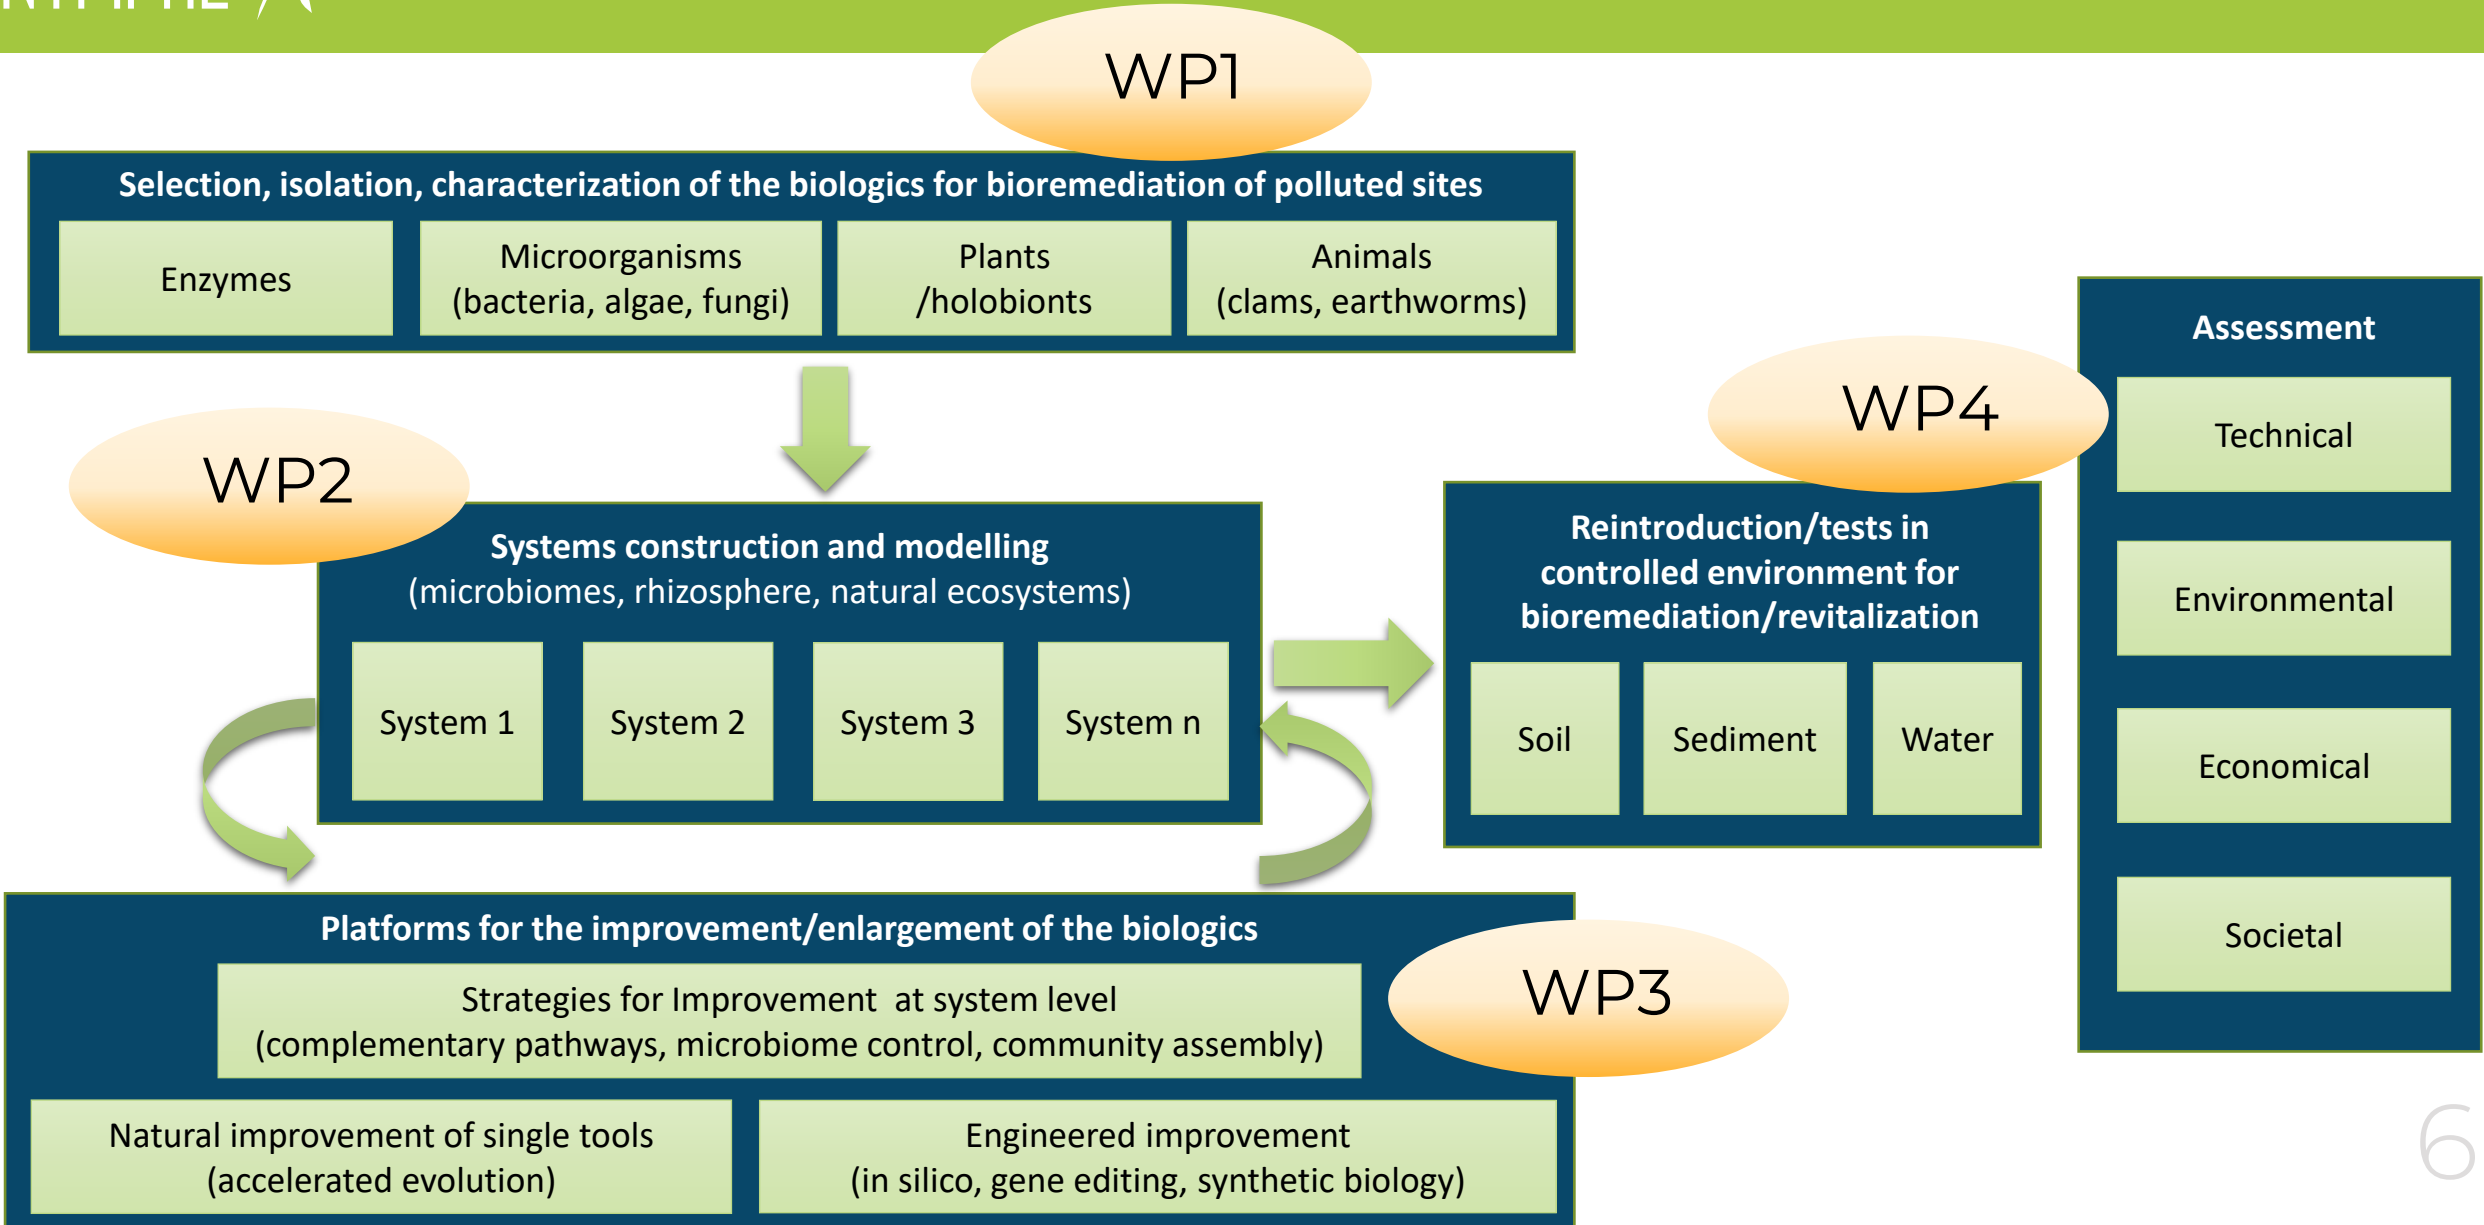 WP1
Selection, isolation, characterization of the biologics for bioremediation of polluted sites
Enzymes
Microorganisms
(bacteria, algae, fungi)
Plants
/holobionts
Animals
(clams, earthworms)
WP2
Systems construction and modelling
(microbiomes, rhizosphere, natural ecosystems)
System 1
System 2
System 3
System n
WP4
Reintroduction/tests in
controlled environment for
bioremediation/revitalization
Soil
Sediment
Water
Assessment
Technical
Environmental
Economical
Societal
Platforms for the improvement/enlargement of the biologics
WP3
Strategies for Improvement  at system level
(complementary pathways, microbiome control, community assembly)
Natural improvement of single tools
(accelerated evolution)
Engineered improvement
(in silico, gene editing, synthetic biology)
6